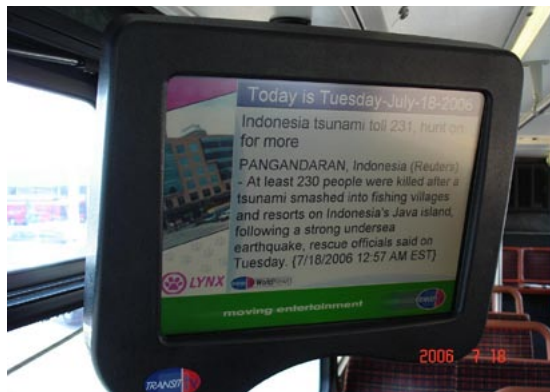 Today is Tuesday-July-18-2006
Indonesia tsunami toll 231, hunt on
for more
PANGANDARAN, Indonesia (Reuters)
- At least 230 people were killed after a
tsunami smashed into fishing villages
and resorts on Indonesia's Java island,
following a strong undersea
earthquake, rescue officials said on
Tuesday. {7/18/2006 12:57 AM EST}
LYNX
World
moving entertainment
TRANSIT
2006 7 18